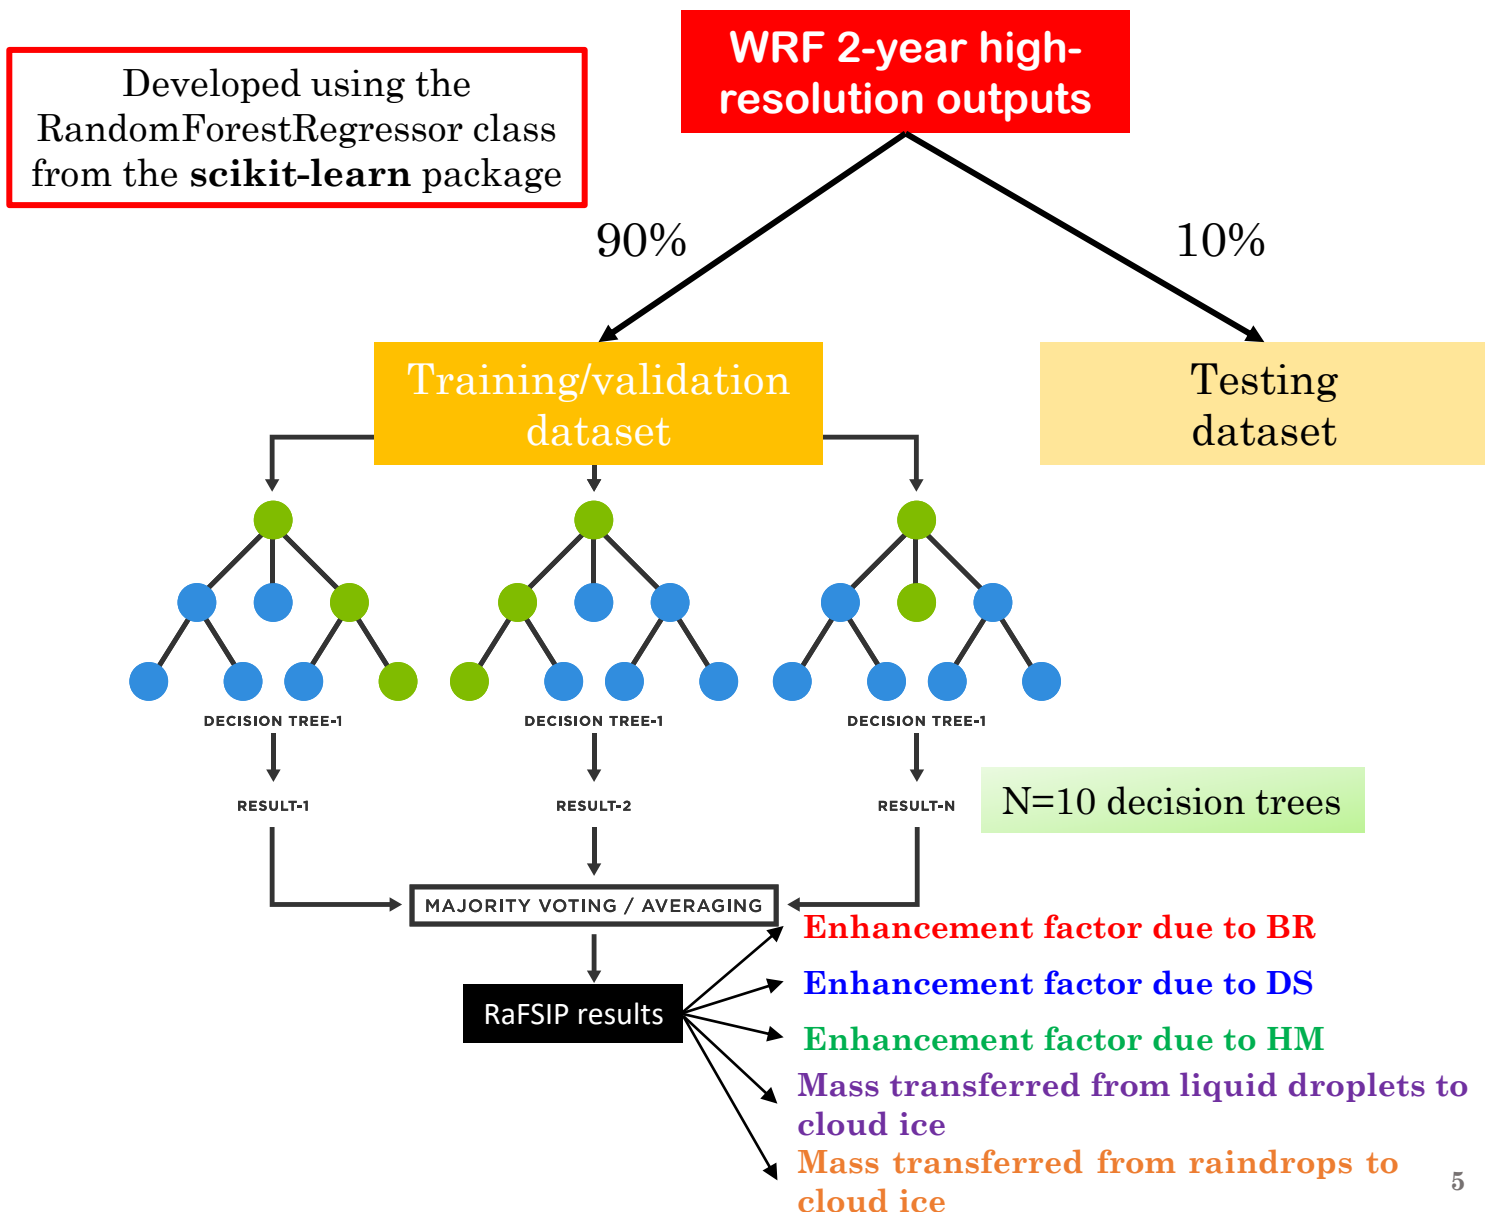 WRF 2-year high-
resolution outputs
Developed using the
RandomForestRegressor class
from the scikit-learn package
90%
10%
Training/validation
dataset
Testing
dataset
DECISION TREE-1
DECISION TREE-1
DECISION TREE-1
RESULT-1
RESULT-2
RESULT-N
N=10 decision trees
MAJORITY VOTING / AVERAGING
RaFSIP results
Enhancement factor due to BR
Enhancement factor due to DS
Enhancement factor due to HM
Mass transferred from liquid droplets to
cloud ice
Mass transferred from raindrops to
cloud ice
5